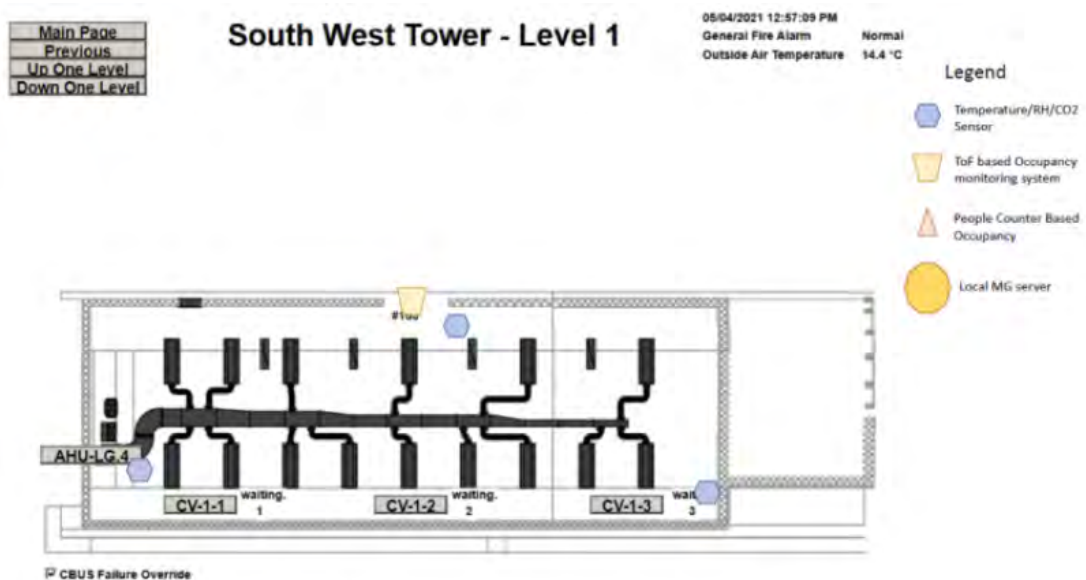 Main Page
Previous
Up One Level
Down One Level
South West Tower - Level 1
05/04/2021 12:57:09 PM
General Fire Alarm Normal
Outside Air Temperature 14.4 °C
Legend
Temperature/RH/CO2
Sensor
ToF based Occupancy
monitoring system
People Counter Based
Occupancy
Local MG server
AHU-LG.4
CV-1-1
waiting.
1
CV-1-2
waiting.
2
CV-1-3
3
CBUS Failure Override